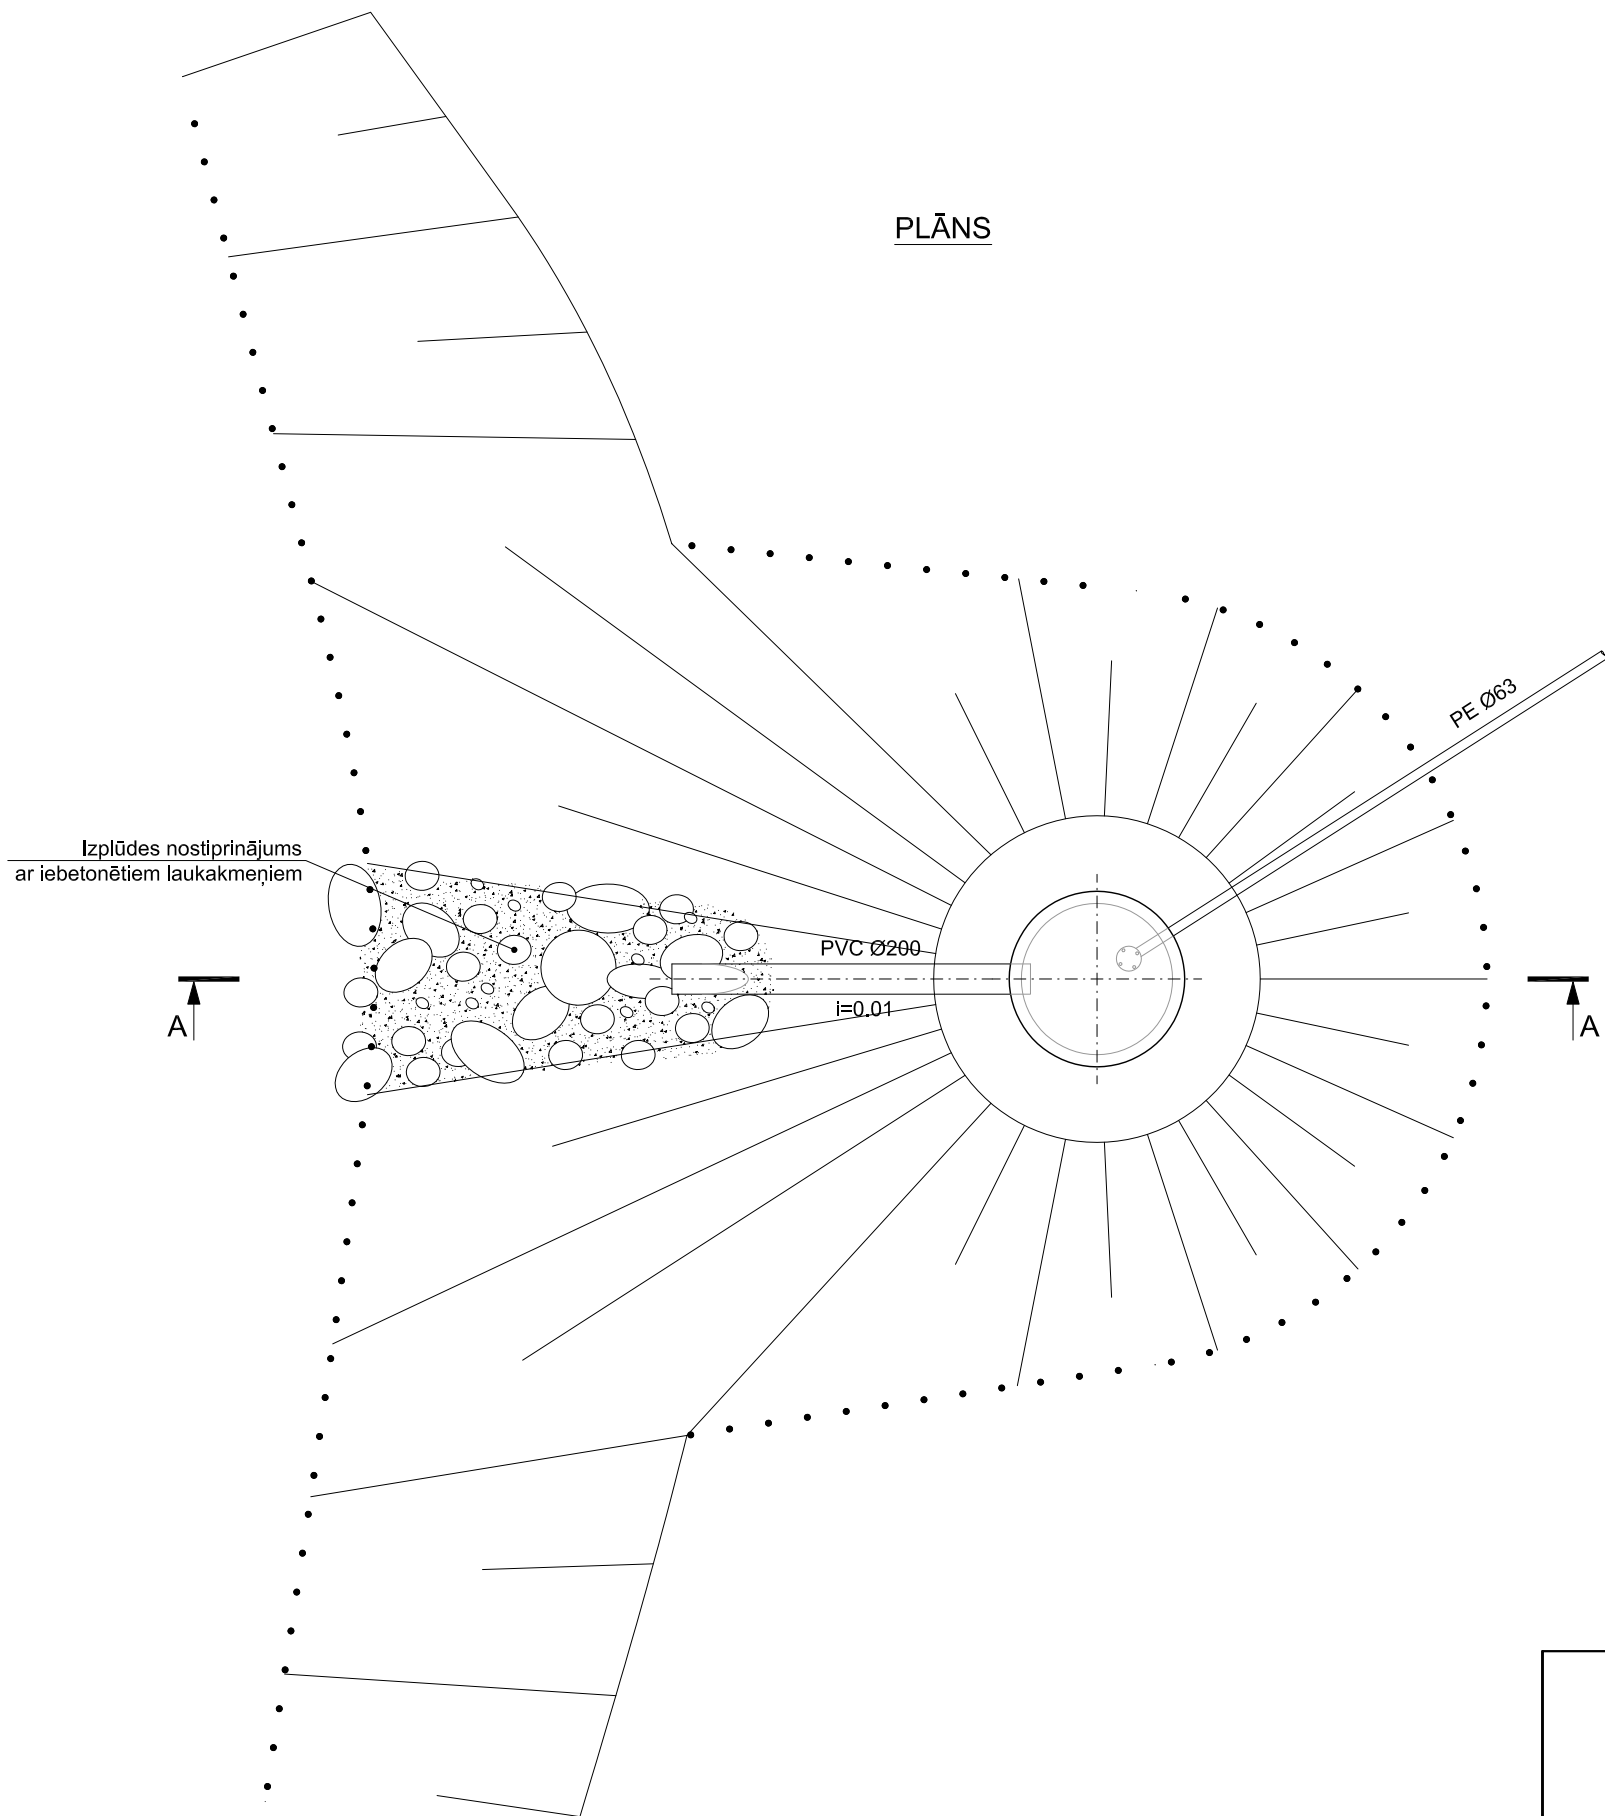 PLĀNS
PE Ø63
Izplūdes nostiprinājums
ar iebetonētiem laukakmeņiem
PVC Ø200
i=0.01
A
A